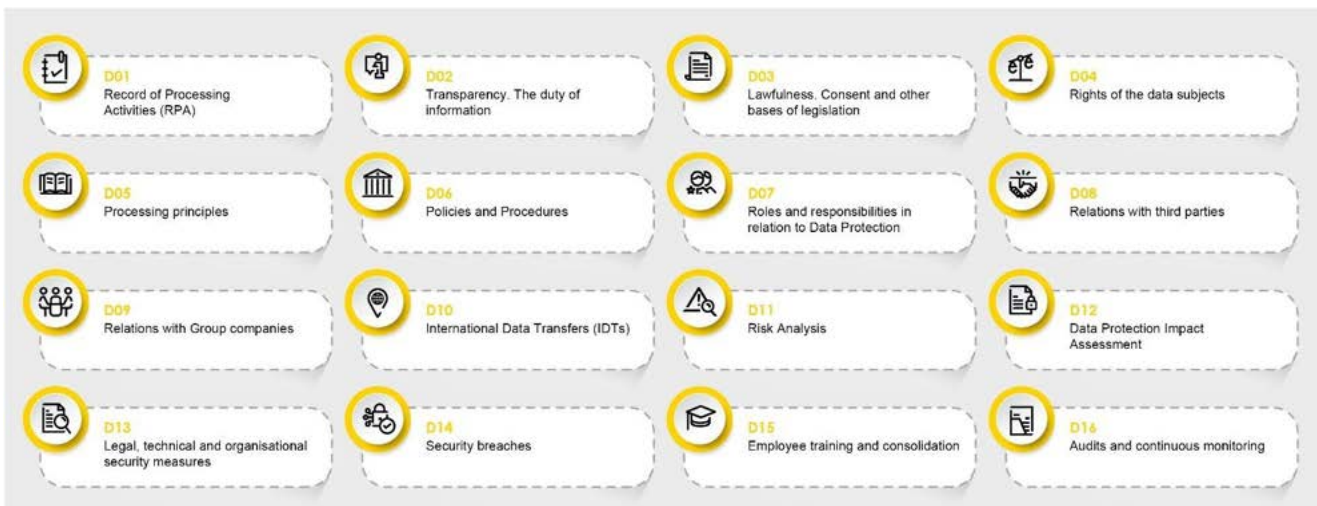 D01
Record of Processing
Activities (RPA)
D02
Transparency. The duty of
information
D03
Lawfulness. Consent and other
bases of legislation
D04
Rights of the data subjects
D05
Processing principles
D06
Policies and Procedures
D07
Roles and responsibilities in
relation to Data Protection
D08
Relations with third parties
D09
Relations with Group companies
D10
International Data Transfers (IDTs)
D11
Risk Analysis
D12
Data Protection Impact
Assessment
D13
Legal, technical and organisational
security measures
D14
Security breaches
D15
Employee training and consolidation
D16
Audits and continuous monitoring